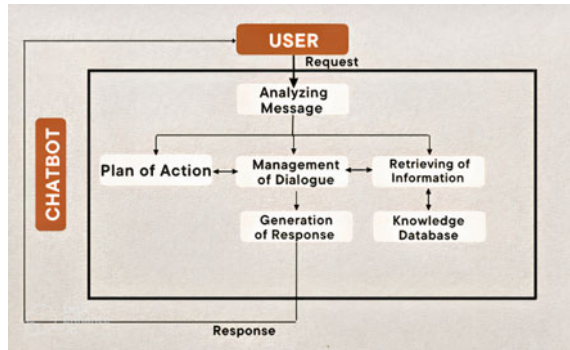 USER
Request
Analyzing
Message
CHATBOT
Plan of Action
Management
of Dialogue
Retrieving of
Information
Generation
of Response
Knowledge
Database
Response